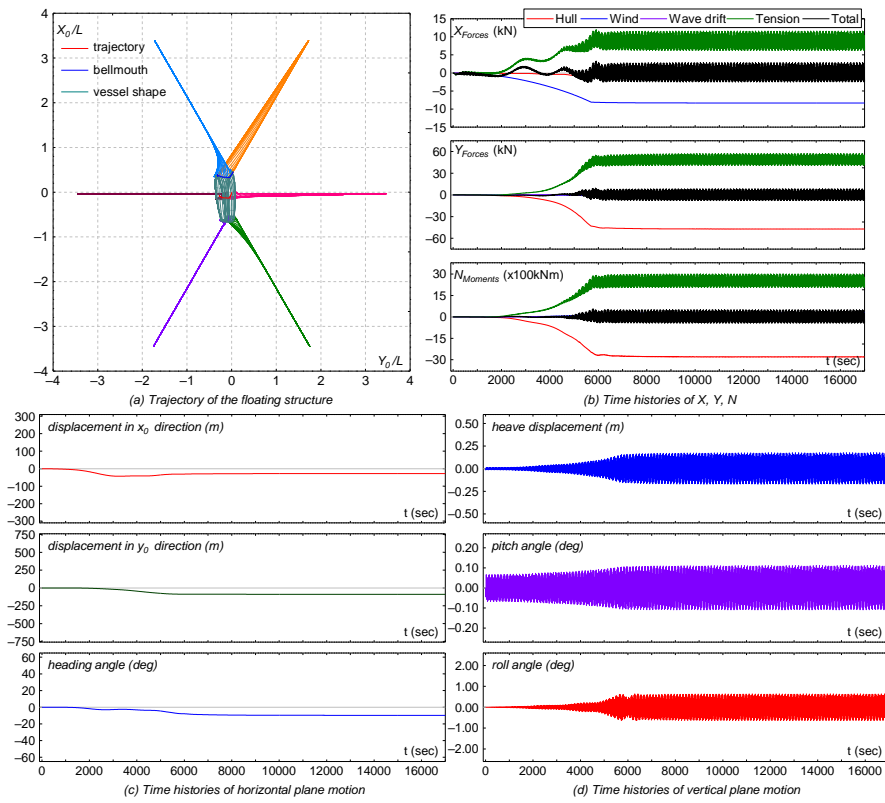 X0/L
trajectory
bellmouth
vessel shape
4
3
2
1
0
−1
−2
−3
−4
Y0/L
−4 −3 −2 −1 0 1 2 3 4
(a) Trajectory of the floating structure
Hull Wind Wave drift Tension Total
XForces (kN)
15
10
5
0
−5
−10
15
YForces (kN)
60
30
0
−30
−60
NMoments (x100kNm)
30
15
0
−15
−30
t (sec)
0 2000 4000 6000 8000 10000 12000 14000 16000
(b) Time histories of X, Y, N
displacement in x0 direction (m)
300
200
100
0
−100
−200
−300
t (sec)
displacement in y0 direction (m)
750
500
250
0
−250
−500
−750
t (sec)
heading angle (deg)
60
40
20
0
−20
−40
−60
t (sec)
0 2000 4000 6000 8000 10000 12000 14000 16000
(c) Time histories of horizontal plane motion
heave displacement (m)
0.50
0.25
0.00
−0.25
−0.50
t (sec)
pitch angle (deg)
0.20
0.10
0.00
−0.10
−0.20
t (sec)
roll angle (deg)
2.00
1.00
0.00
−1.00
−2.00
t (sec)
0 2000 4000 6000 8000 10000 12000 14000 16000
(d) Time histories of vertical plane motion